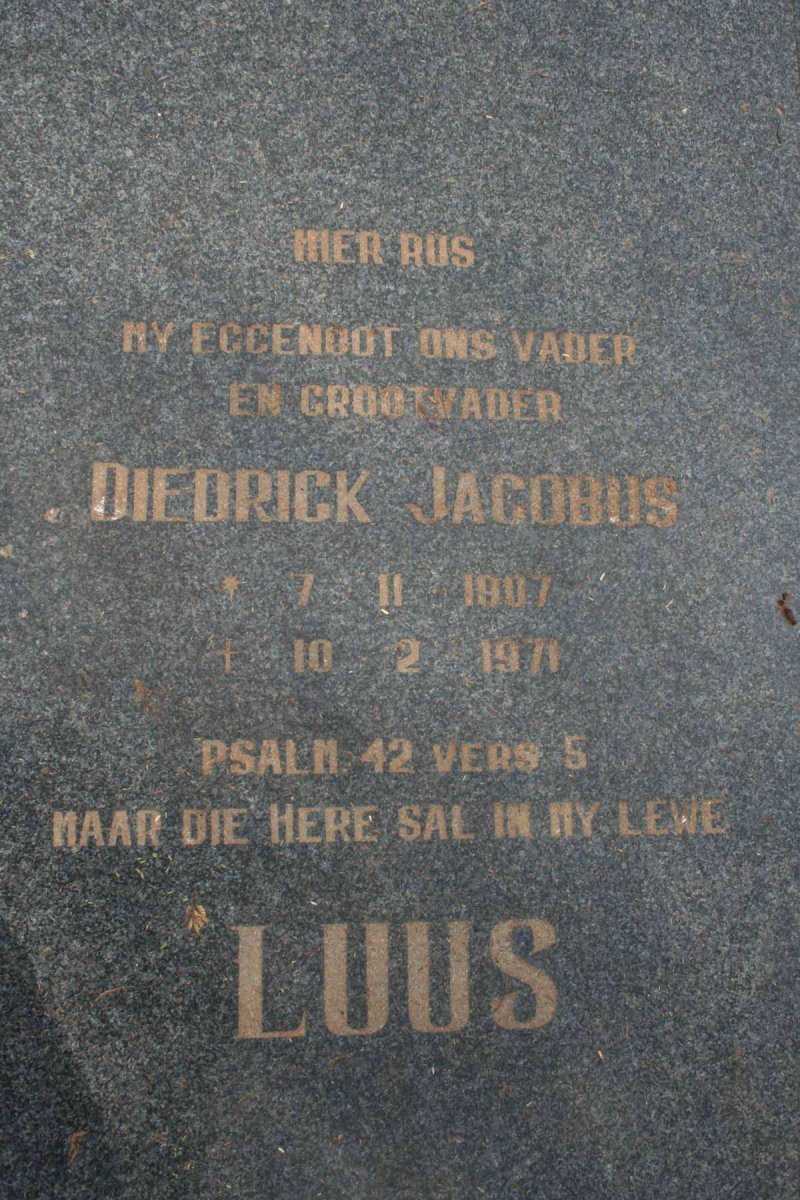 HIER RUS
MY EGGENOOT ONS VADER
EN GROOTVADER
DIEDRICK JACOBUS
* 7 · 11 · 1907
† 10 · 2 · 1971
PSALM. 42 VERS 5
MAAR DIE HERE SAL IN MY LEWE
LUUS